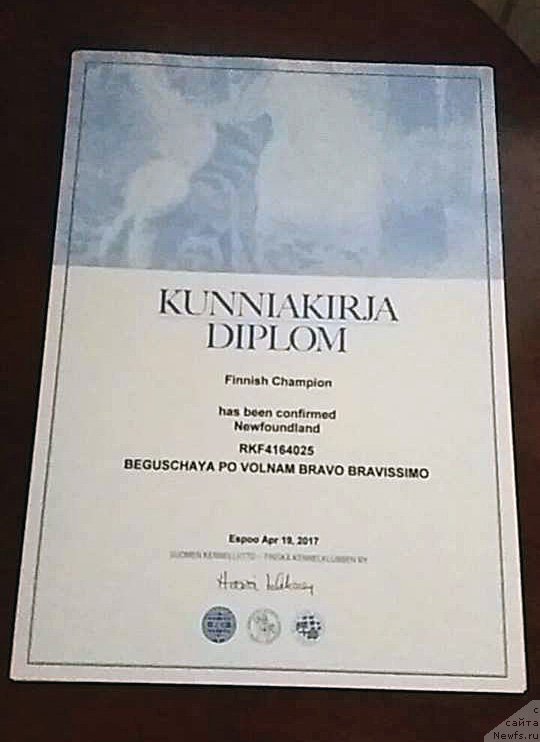 KUNNIAKIRJA
DIPLOM
Finnish Champion
has been confirmed
Newfoundland
RKF4164025
BEGUSCHAYA PO VOLNAM BRAVO BRAVISSIMO
Espoo Apr 19, 2017
SUOMEN KENNELLIITTO - FINSKA KENNELKLUBBEN RY
с
сайта
Newfs.ru